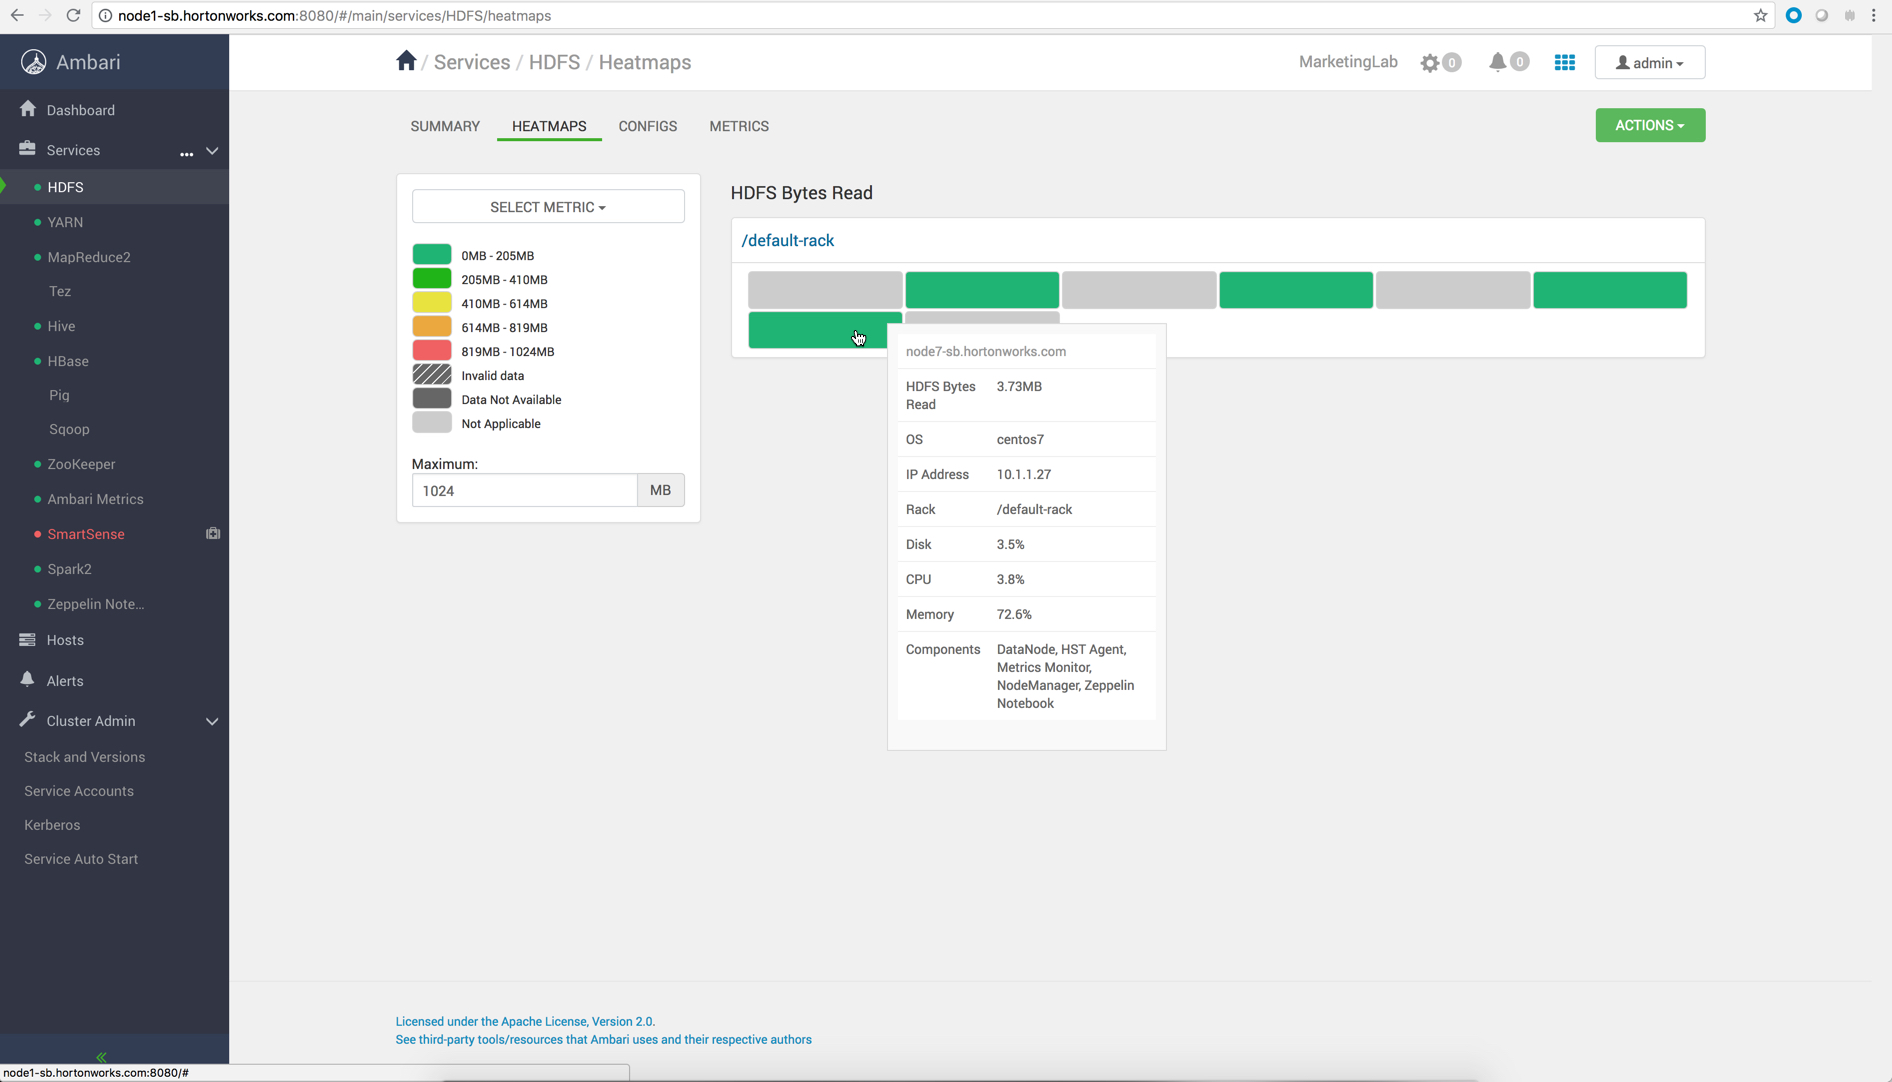 node1-sb.hortonworks.com:8080/#/main/services/HDFS/heatmaps
Ambari
/ Services / HDFS / Heatmaps
MarketingLab
0
0
admin
Dashboard
Services
...
HDFS
YARN
MapReduce2
Tez
Hive
HBase
Pig
Sqoop
ZooKeeper
Ambari Metrics
SmartSense
Spark2
Zeppelin Note...
Hosts
Alerts
Cluster Admin
Stack and Versions
Service Accounts
Kerberos
Service Auto Start
SUMMARY
HEATMAPS
CONFIGS
METRICS
ACTIONS
SELECT METRIC
0MB - 205MB
205MB - 410MB
410MB - 614MB
614MB - 819MB
819MB - 1024MB
Invalid data
Data Not Available
Not Applicable
Maximum:
1024 MB
HDFS Bytes Read
/default-rack
node7-sb.hortonworks.com
HDFS Bytes 3.73MB
Read
OS centos7
IP Address 10.1.1.27
Rack /default-rack
Disk 3.5%
CPU 3.8%
Memory 72.6%
Components DataNode, HST Agent,
Metrics Monitor,
NodeManager, Zeppelin
Notebook
Licensed under the Apache License, Version 2.0.
See third-party tools/resources that Ambari uses and their respective authors
node1-sb.hortonworks.com:8080/#